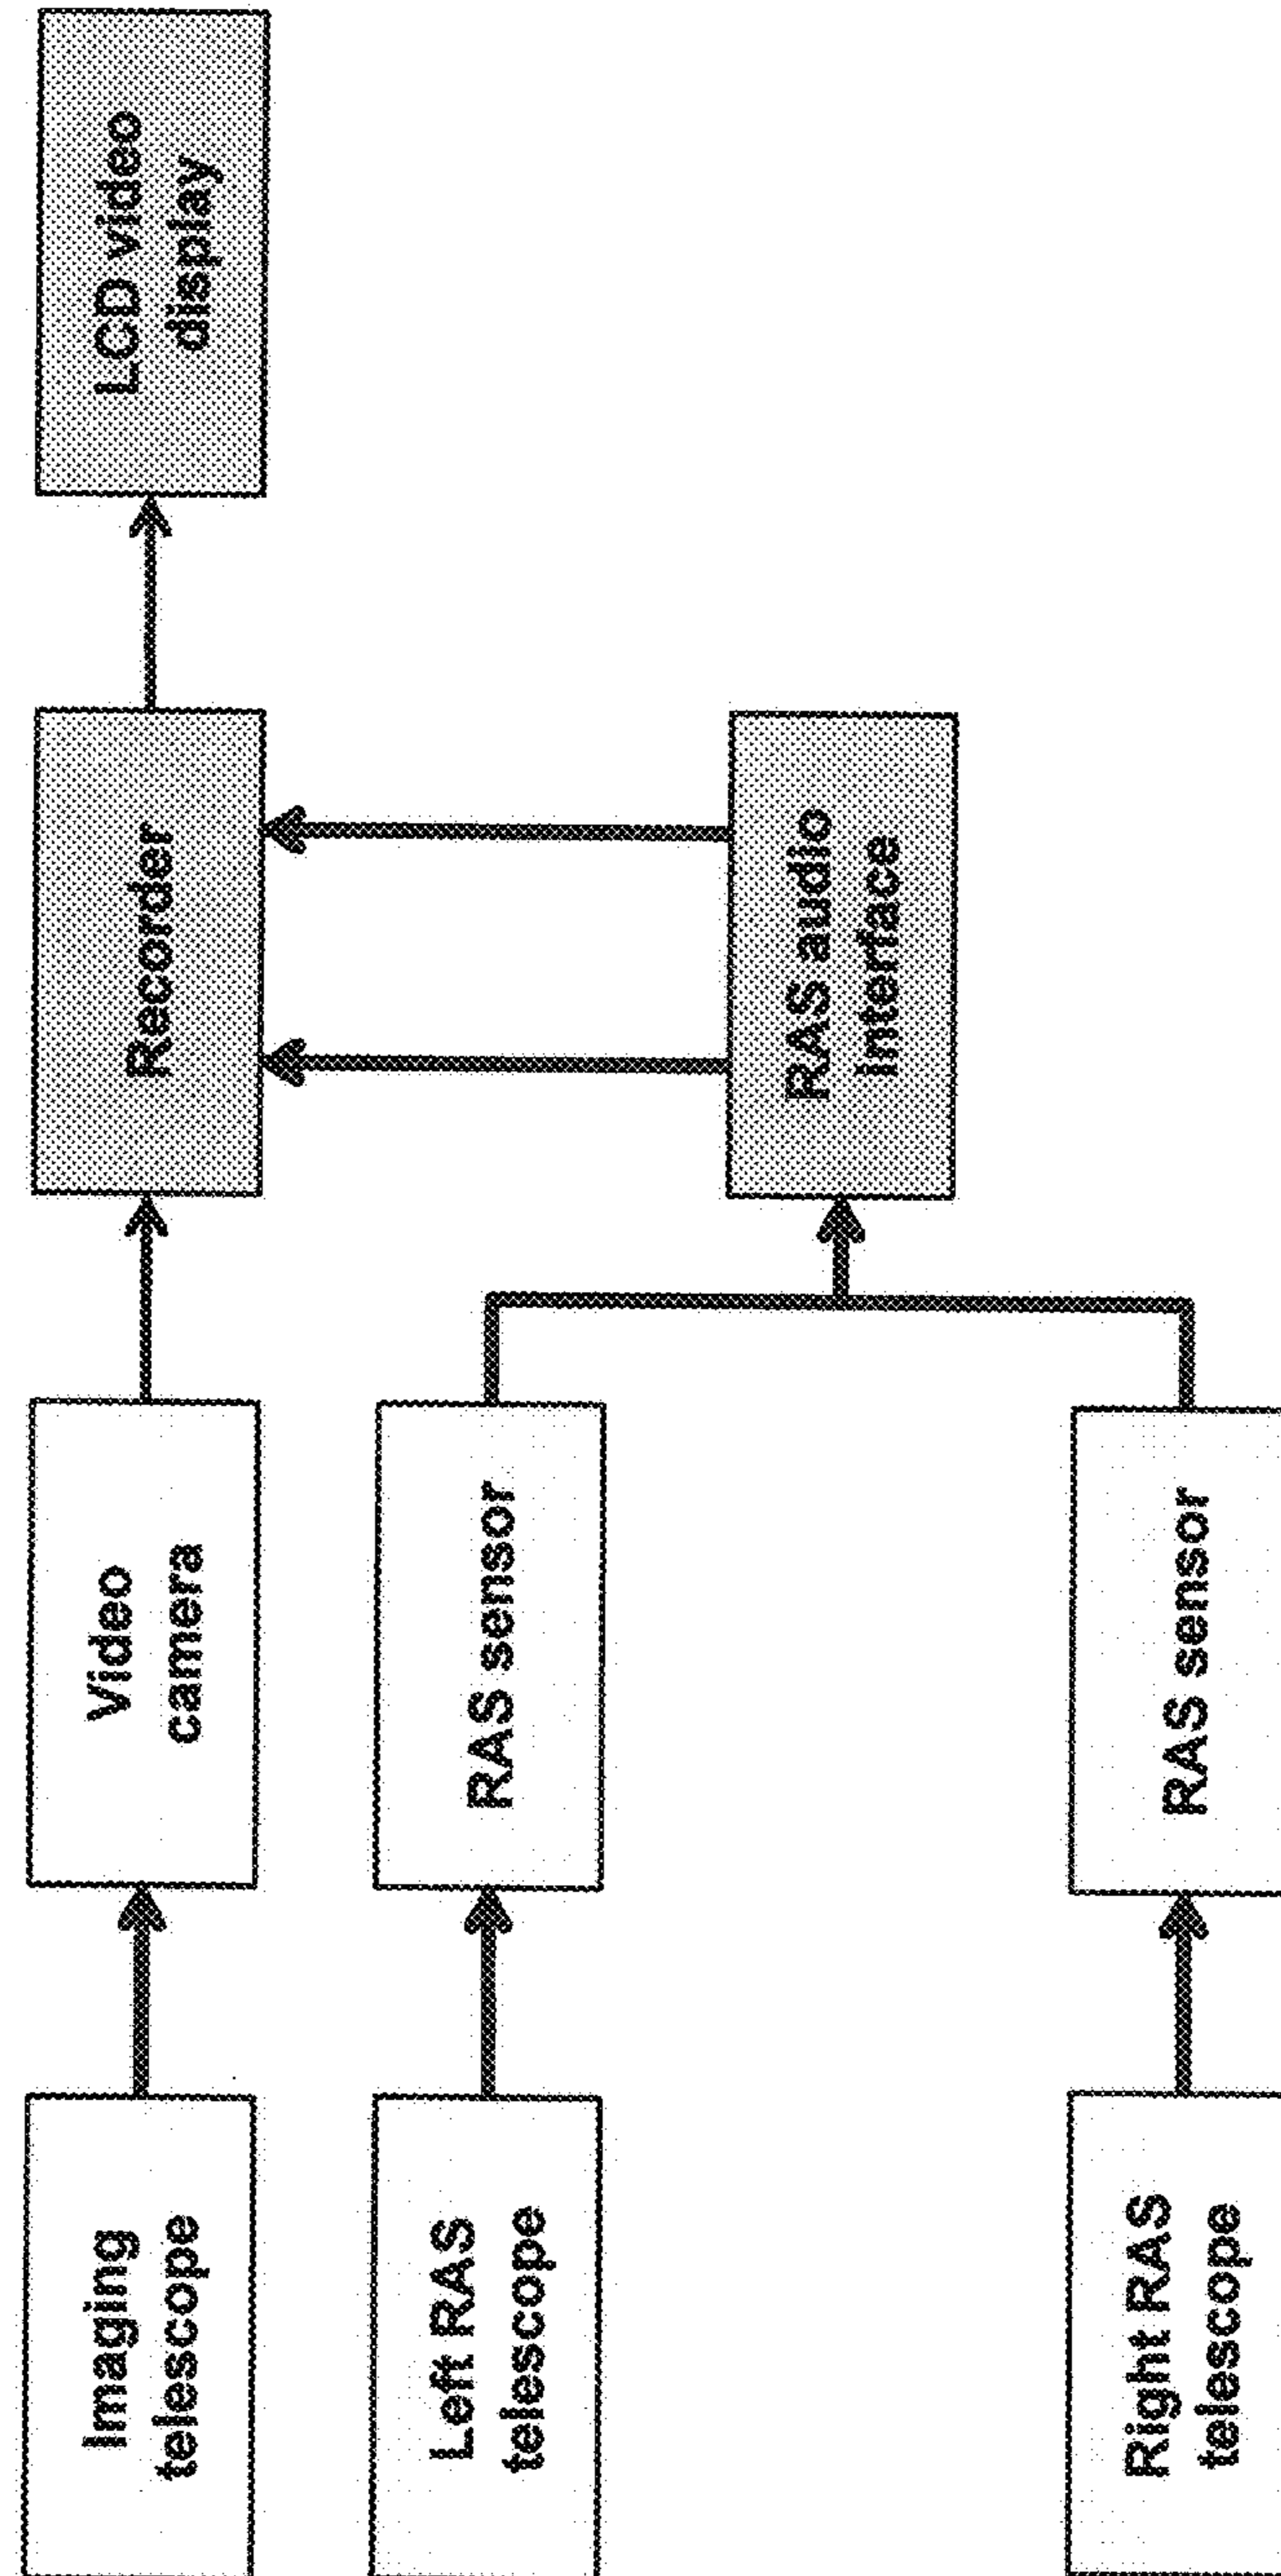 Imaging
telescope
Video
camera
Recorder
LCD video
display
Left RAS
telescope
RAS sensor
RAS audio
interface
Right RAS
telescope
RAS sensor